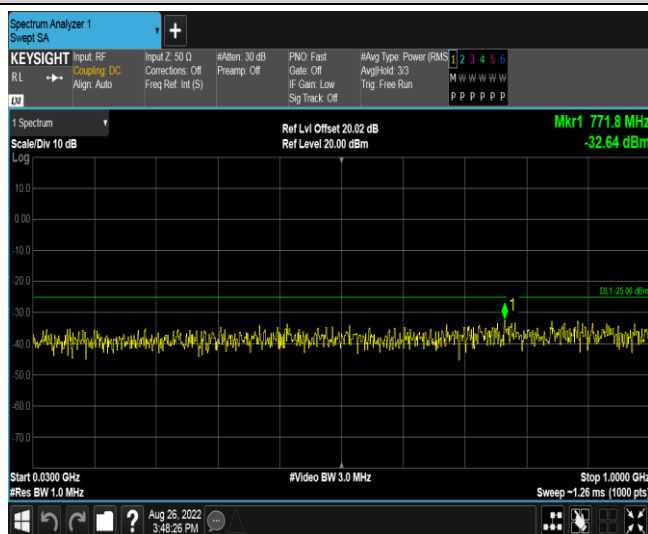 Spectrum Analyzer 1
Swept SA
+
KEYSIGHT Input: RF Input Z: 50 Ω #Atten: 30 dB PNO: Fast #Avg Type: Power (RMS 1 2 3 4 5 6
RL Coupling: DC Corrections: Off Preamp: Off Gate: Off Avg|Hold: 3/3 M W W W W W
Align: Auto Freq Ref: Int (S) IF Gain: Low Trig: Free Run
LXI Sig Track: Off P P P P P P
1 Spectrum Ref Lvl Offset 20.02 dB Mkr1 771.8 MHz
Scale/Div 10 dB Ref Level 20.00 dBm -32.64 dBm
Log
10.0
0.00
-10.0
-20.0
DL1 -25.00 dBm
-30.0
1
-40.0
-50.0
-60.0
-70.0
Start 0.0300 GHz #Video BW 3.0 MHz Stop 1.0000 GHz
#Res BW 1.0 MHz Sweep ~1.26 ms (1000 pts)
? Aug 26, 2022
3:48:26 PM